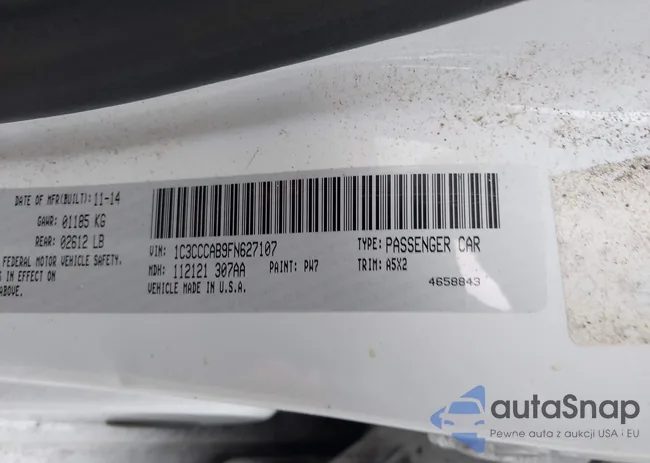 DATE OF MFR(BUILT): 11-14
GAWR: 01185 KG
REAR: 02612 LB
FEDERAL MOTOR VEHICLE SAFETY.
IN EFFECT ON
ABOVE.
VIN: 1C3CCCAB9FN627107
TYPE: PASSENGER CAR
MDH: 112121 307AA
PAINT: PW7
TRIM: A5X2
VEHICLE MADE IN U.S.A.
4658843
autaSnap
Pewne auta z aukcji USA i EU